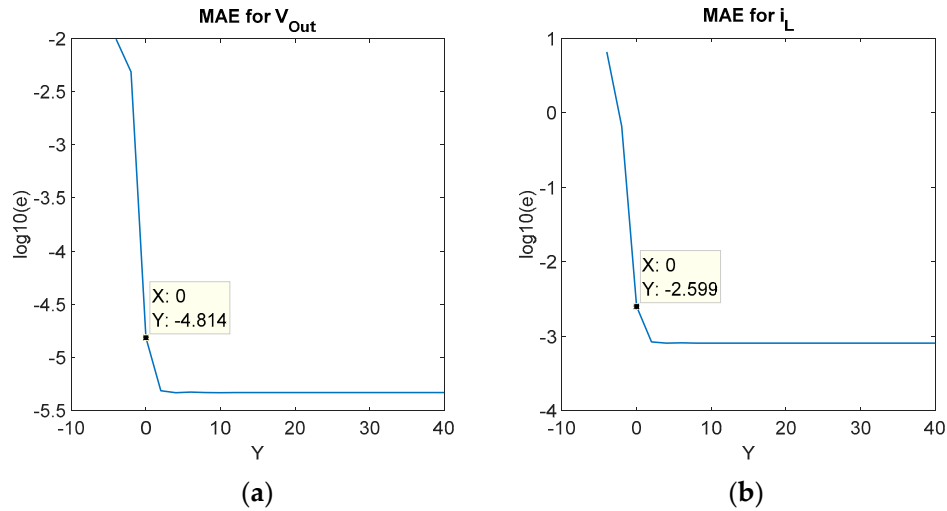 MAE for V_Out
-2
-2.5
-3
-3.5
-4
-4.5
-5
-5.5
log10(e)
X: 0
Y: -4.814
-10 0 10 20 30 40
Y
(a)
MAE for i_L
1
0
-1
-2
-3
-4
log10(e)
X: 0
Y: -2.599
-10 0 10 20 30 40
Y
(b)